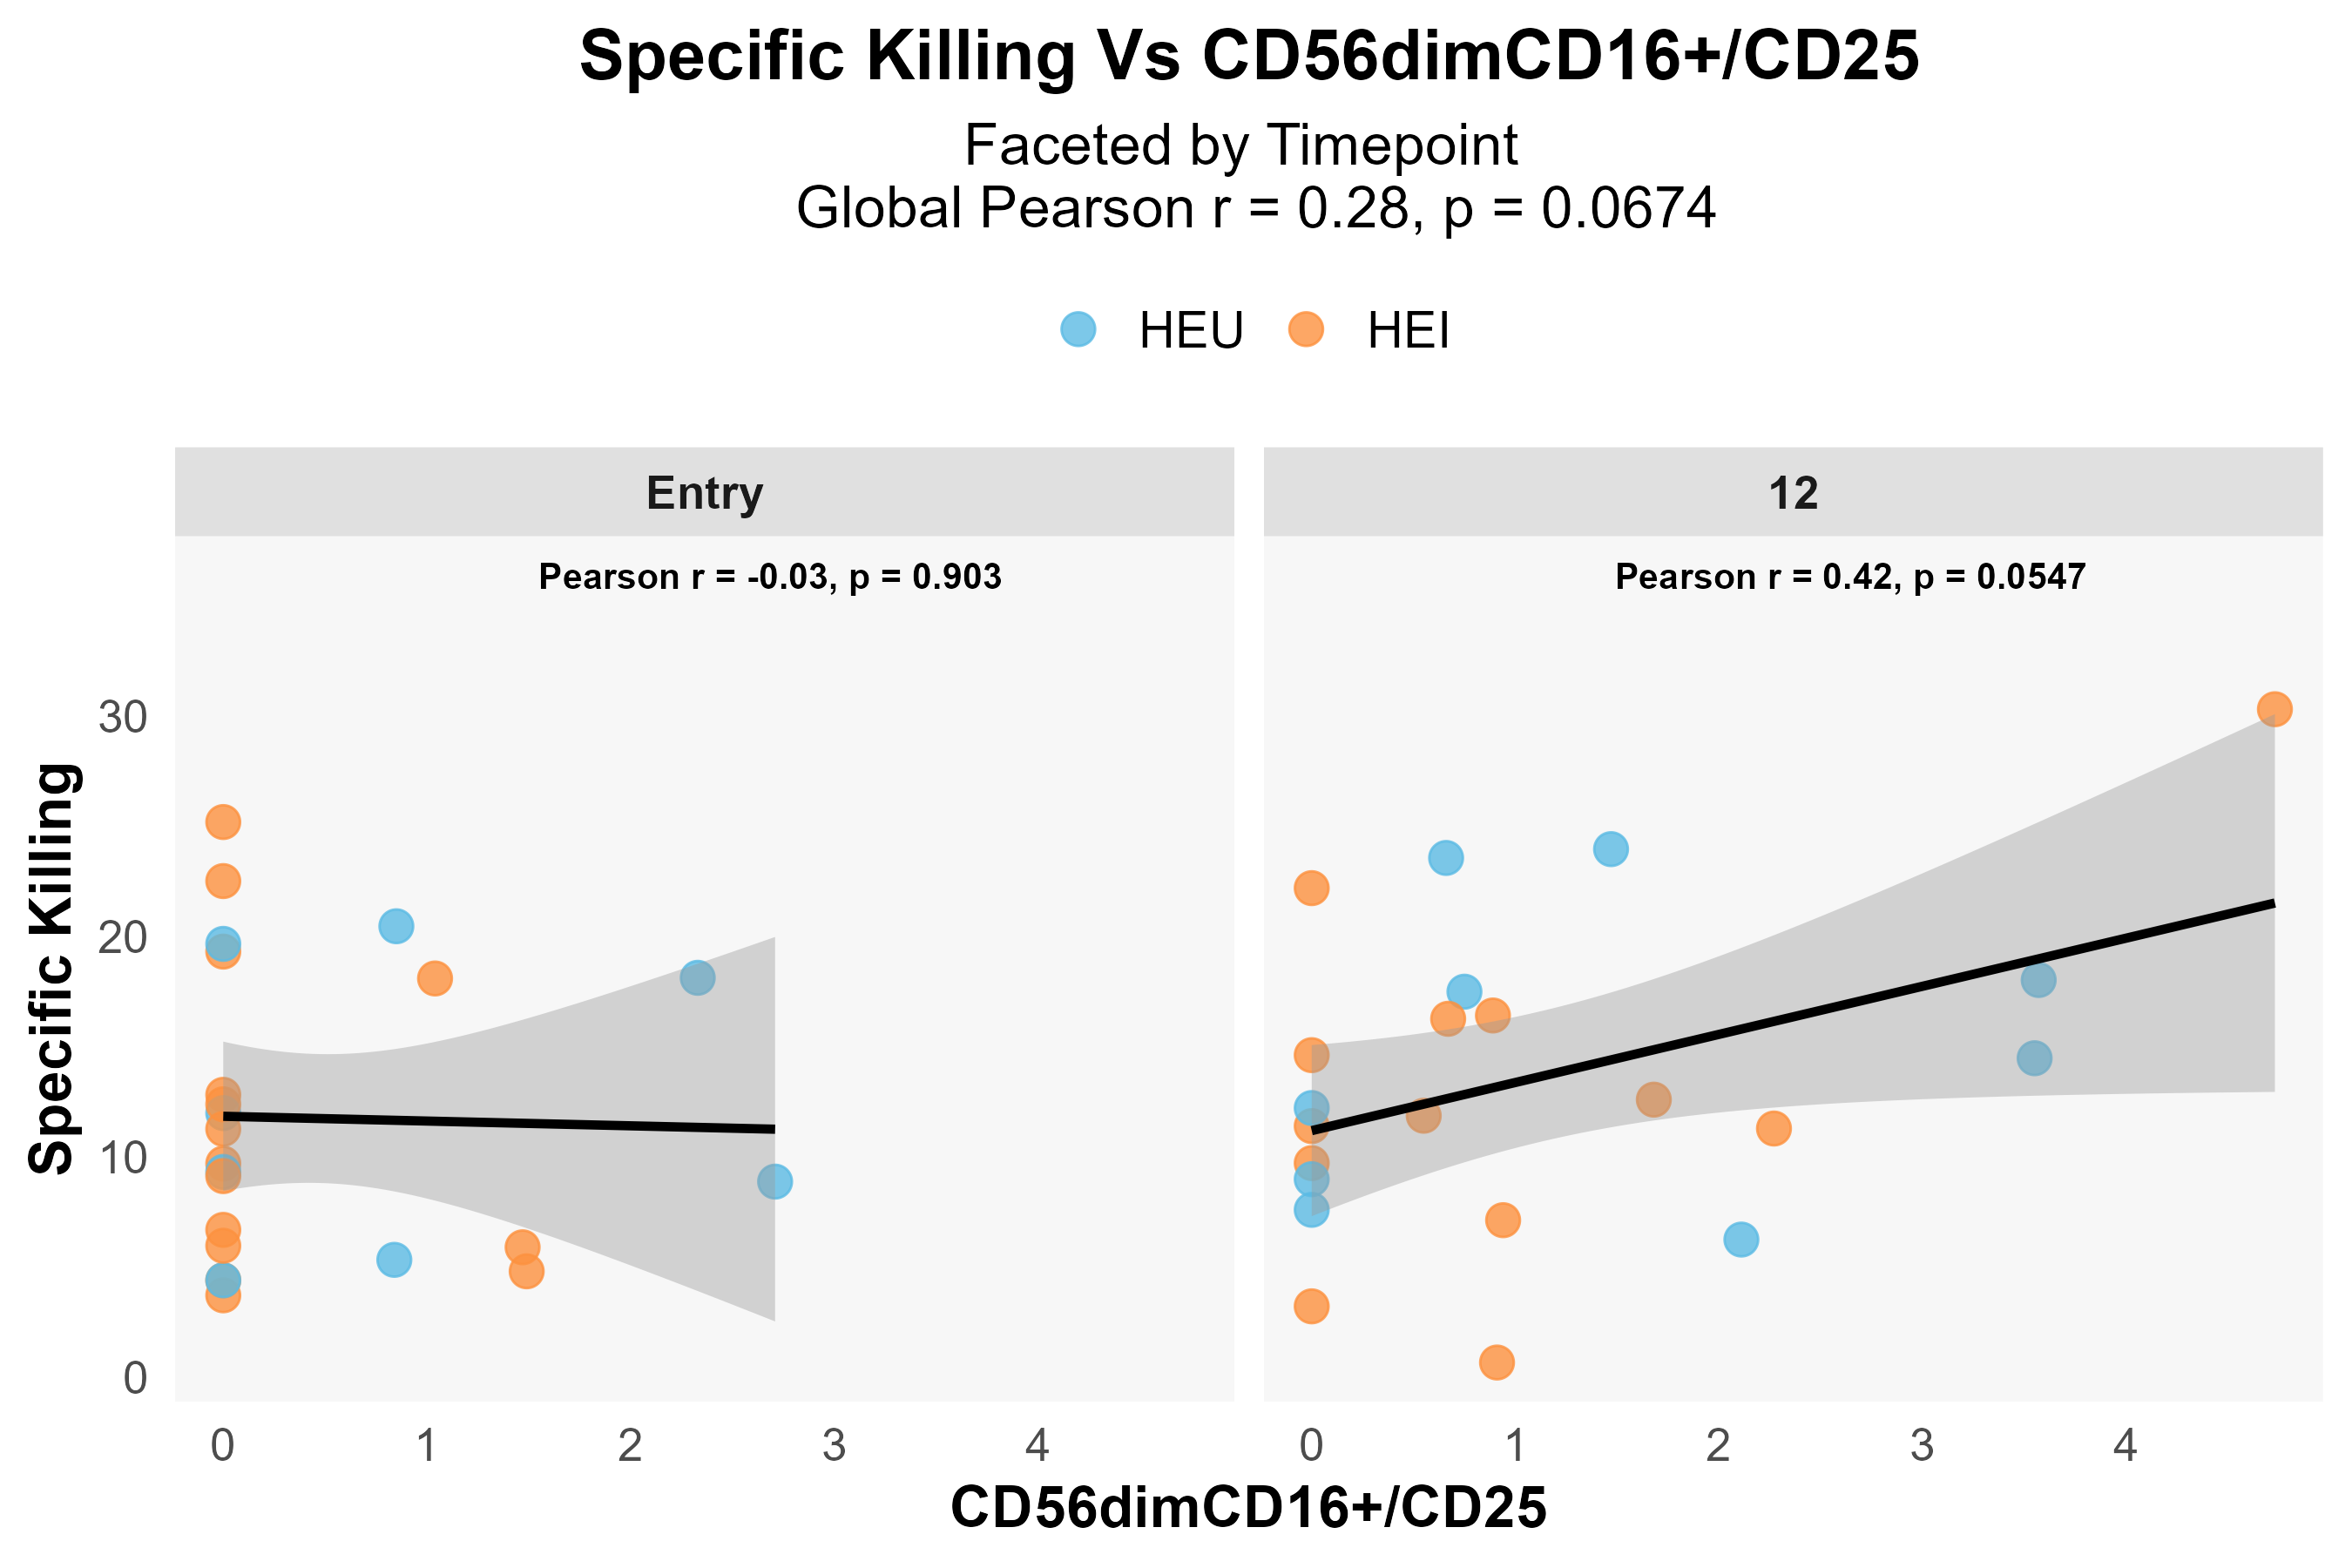 Specific Killing Vs CD56dimCD16+/CD25
Faceted by Timepoint
Global Pearson r = 0.28, p = 0.0674
HEU HEI
Entry
12
Pearson r = -0.03, p = 0.903
Pearson r = 0.42, p = 0.0547
Specific Killing
30
20
10
0
0 1 2 3 4
0 1 2 3 4
CD56dimCD16+/CD25